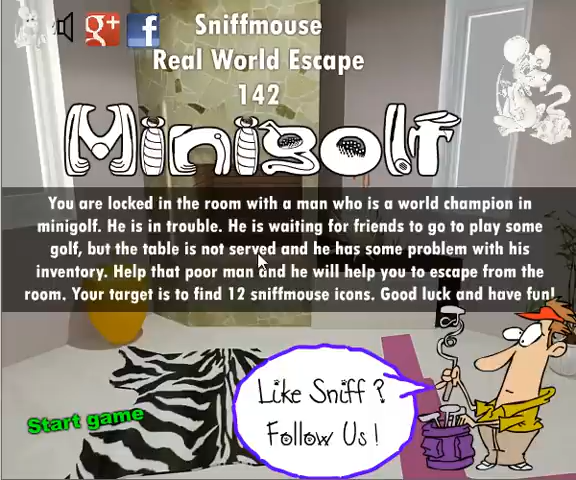 Sniffmouse
Real World Escape
142
Minigolf
You are locked in the room with a man who is a world champion in
minigolf. He is in trouble. He is waiting for friends to go to play some
golf, but the table is not served and he has some problem with his
inventory. Help that poor man and he will help you to escape from the
room. Your target is to find 12 sniffmouse icons. Good luck and have fun!
Start game
Like Sniff ?
Follow Us !
g+
f